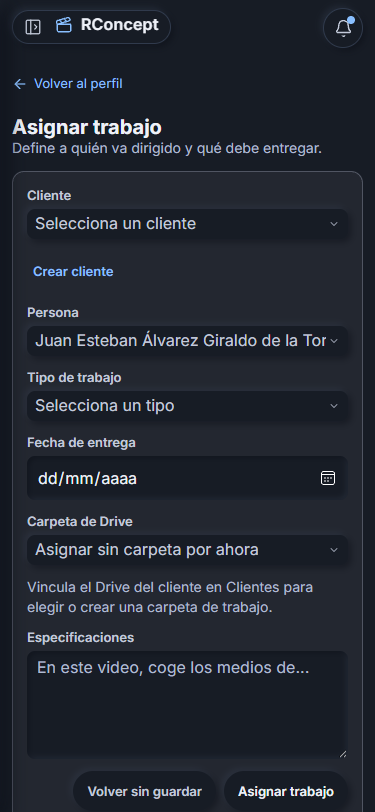 RConcept
Volver al perfil
Asignar trabajo
Define a quién va dirigido y qué debe entregar.
Cliente
Selecciona un cliente
Crear cliente
Persona
Juan Esteban Álvarez Giraldo de la Tor
Tipo de trabajo
Selecciona un tipo
Fecha de entrega
dd/mm/aaaa
Carpeta de Drive
Asignar sin carpeta por ahora
Vincula el Drive del cliente en Clientes para
elegir o crear una carpeta de trabajo.
Especificaciones
En este video, coge los medios de...
Volver sin guardar
Asignar trabajo